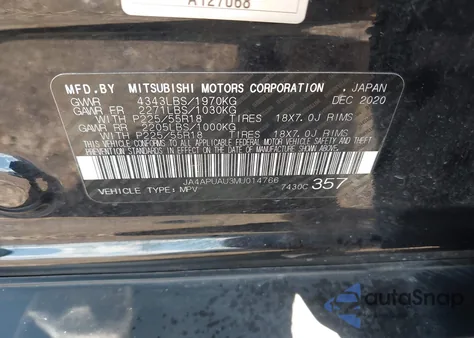 A127068
MFD.BY MITSUBISHI MOTORS CORPORATION. JAPAN
GVWR 4343LBS/1970KG DEC 2020
GAWR FR 2271LBS/1030KG
WITH P225/55R18 TIRES 18X7.0J RIMS
GAWR RR 2205LBS/1000KG
WITH P225/55R18 TIRES 18X7.0J RIMS
THIS VEHICLE CONFORMS TO ALL APPLICABLE FEDERAL
MOTOR VEHICLE SAFETY AND THEFT PREVENTION STANDARDS
IN EFFECT ON THE DATE OF MANUFACTURE SHOWN ABOVE.
JA4APUAU3MU014766
VEHICLE TYPE: MPV 7430C 357
autoSnap